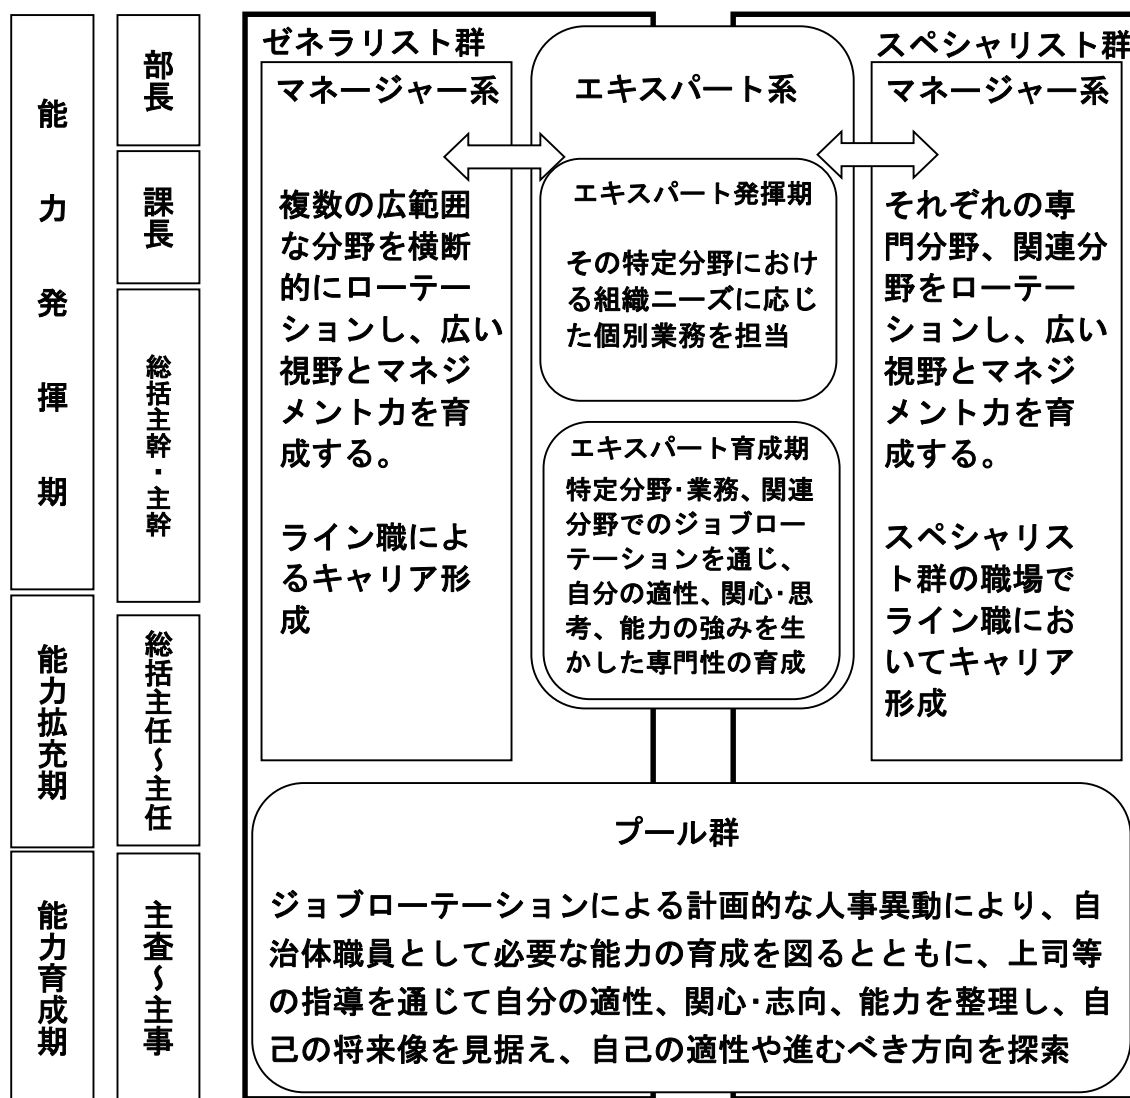 能力発揮期
能力拡充期
能力育成期
部長
課長
総括主幹・主幹
総括主任～主任
主査～主事
ゼネラリスト群
マネージャー系
複数の広範囲
な分野を横断
的にローテー
ションし、広い
視野とマネジ
メント力を育
成する。
ライン職によ
るキャリア形
成
エキスパート系
エキスパート発揮期
その特定分野におけ
る組織ニーズに応じ
た個別業務を担当
エキスパート育成期
特定分野･業務、関連
分野でのジョブロー
テーションを通じ、
自分の適性、関心･思
考、能力の強みを生
かした専門性の育成
スペシャリスト群
マネージャー系
それぞれの専
門分野、関連分
野をローテー
ションし、広い
視野とマネジ
メント力を育
成する。
スペシャリス
ト群の職場で
ライン職にお
いてキャリア
形成
プール群
ジョブローテーションによる計画的な人事異動により、自
治体職員として必要な能力の育成を図るとともに、上司等
の指導を通じて自分の適性、関心･志向、能力を整理し、自
己の将来像を見据え、自己の適性や進むべき方向を探索